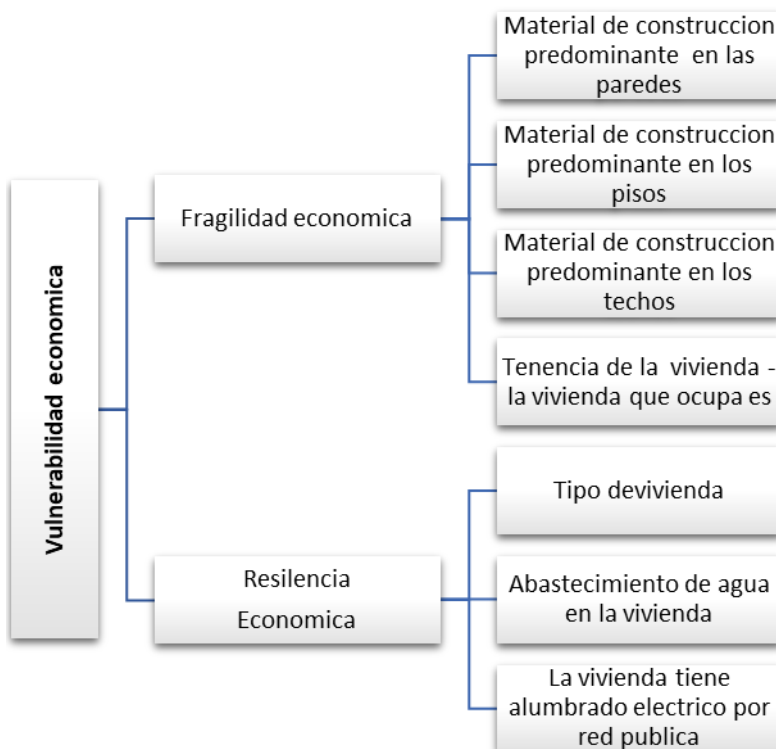 Vulnerabilidad economica
Fragilidad economica
Material de construccion
predominante en las
paredes
Material de construccion
predominante en los
pisos
Material de construccion
predominante en los
techos
Tenencia de la vivienda -
la vivienda que ocupa es
Resilencia
Economica
Tipo devivienda
Abastecimiento de agua
en la vivienda
La vivienda tiene
alumbrado electrico por
red publica